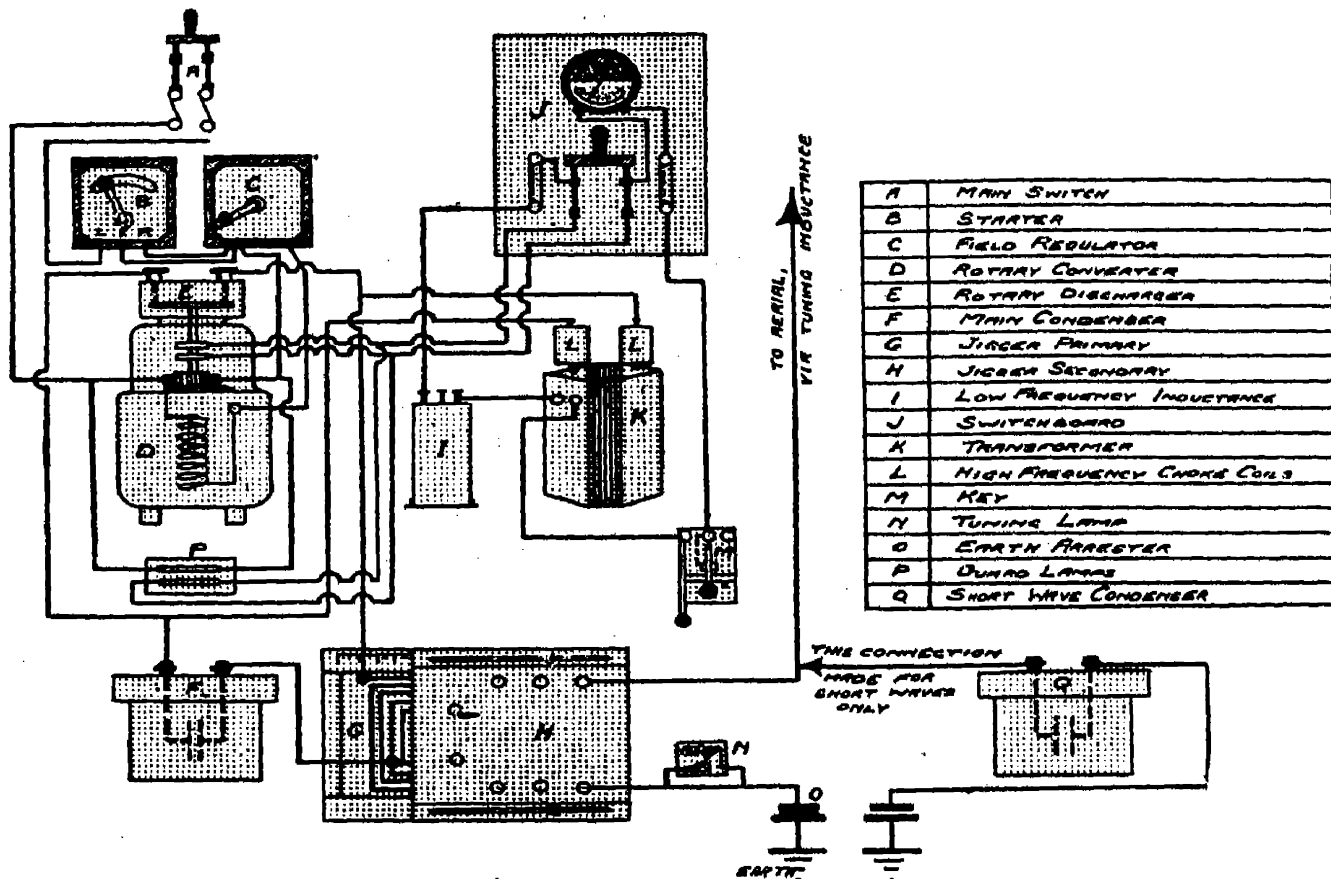 A
B
C
J
TO AERIAL,
VIA TUNING INDUCTANCE
E
L
L
K
D
I
M
P
F
G
H
N
O
EARTH
THIS CONNECTION
MADE FOR
SHORT WAVES
ONLY
Q
A MAIN SWITCH
B STARTER
C FIELD REGULATOR
D ROTARY CONVERTER
E ROTARY DISCHARGER
F MAIN CONDENSER
G JIGGER PRIMARY
H JIGGER SECONDARY
I LOW FREQUENCY INDUCTANCE
J SWITCHBOARD
K TRANSFORMER
L HIGH FREQUENCY CHOKE COILS
M KEY
N TUNING LAMP
O EARTH ARRESTER
P GUARD LAMPS
Q SHORT WAVE CONDENSER